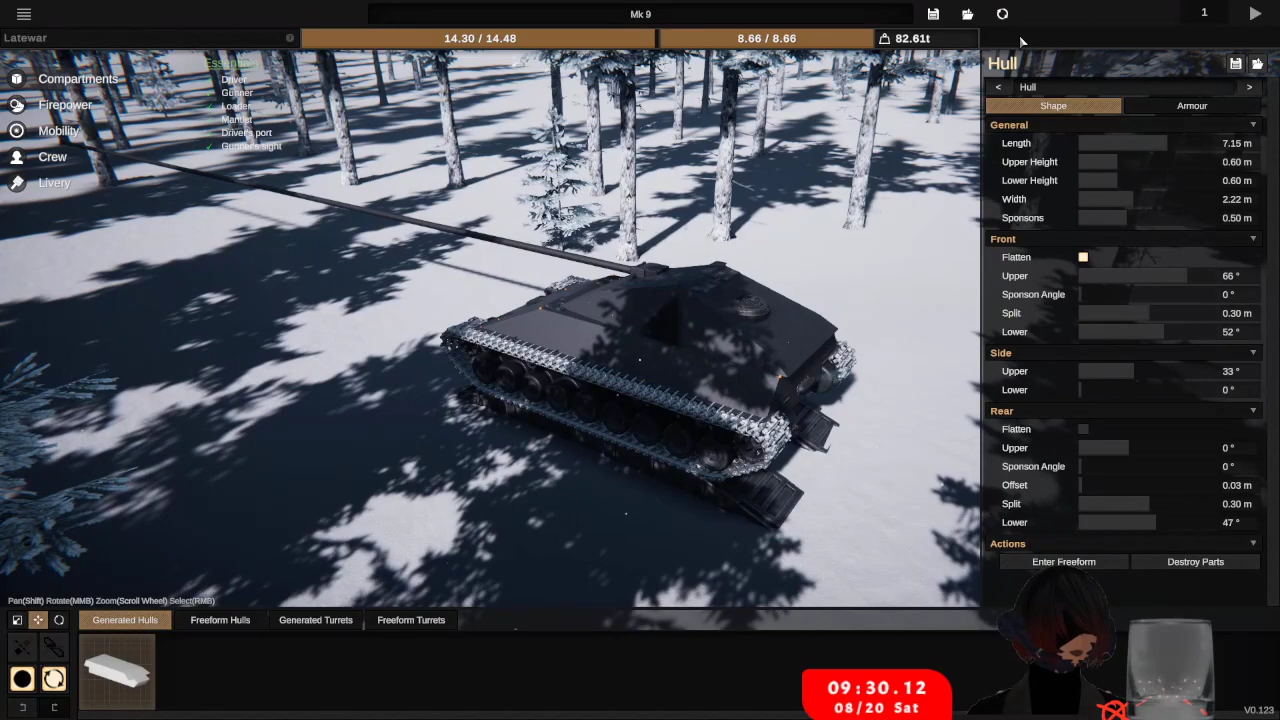 Mk 9
1
Latewar
14.30 / 14.48
8.66 / 8.66
82.61t
Compartments
Firepower
Mobility
Crew
Livery
Driver
Gunner
Loader
Mantlet
Driver's port
Gunner's sight
Hull
< Hull >
Shape Armour
General
Length 7.15 m
Upper Height 0.60 m
Lower Height 0.60 m
Width 2.22 m
Sponsons 0.50 m
Front
Flatten
Upper 66 °
Sponson Angle 0 °
Split 0.30 m
Lower 52 °
Side
Upper 33 °
Lower 0 °
Rear
Flatten
Upper 0 °
Sponson Angle 0 °
Offset 0.03 m
Split 0.30 m
Lower 47 °
Actions
Enter Freeform Destroy Parts
Pan(Shift) Rotate(MMB) Zoom(Scroll Wheel) Select(RMB)
Generated Hulls Freeform Hulls Generated Turrets Freeform Turrets
09:30.12
08/20 Sat
V0.123